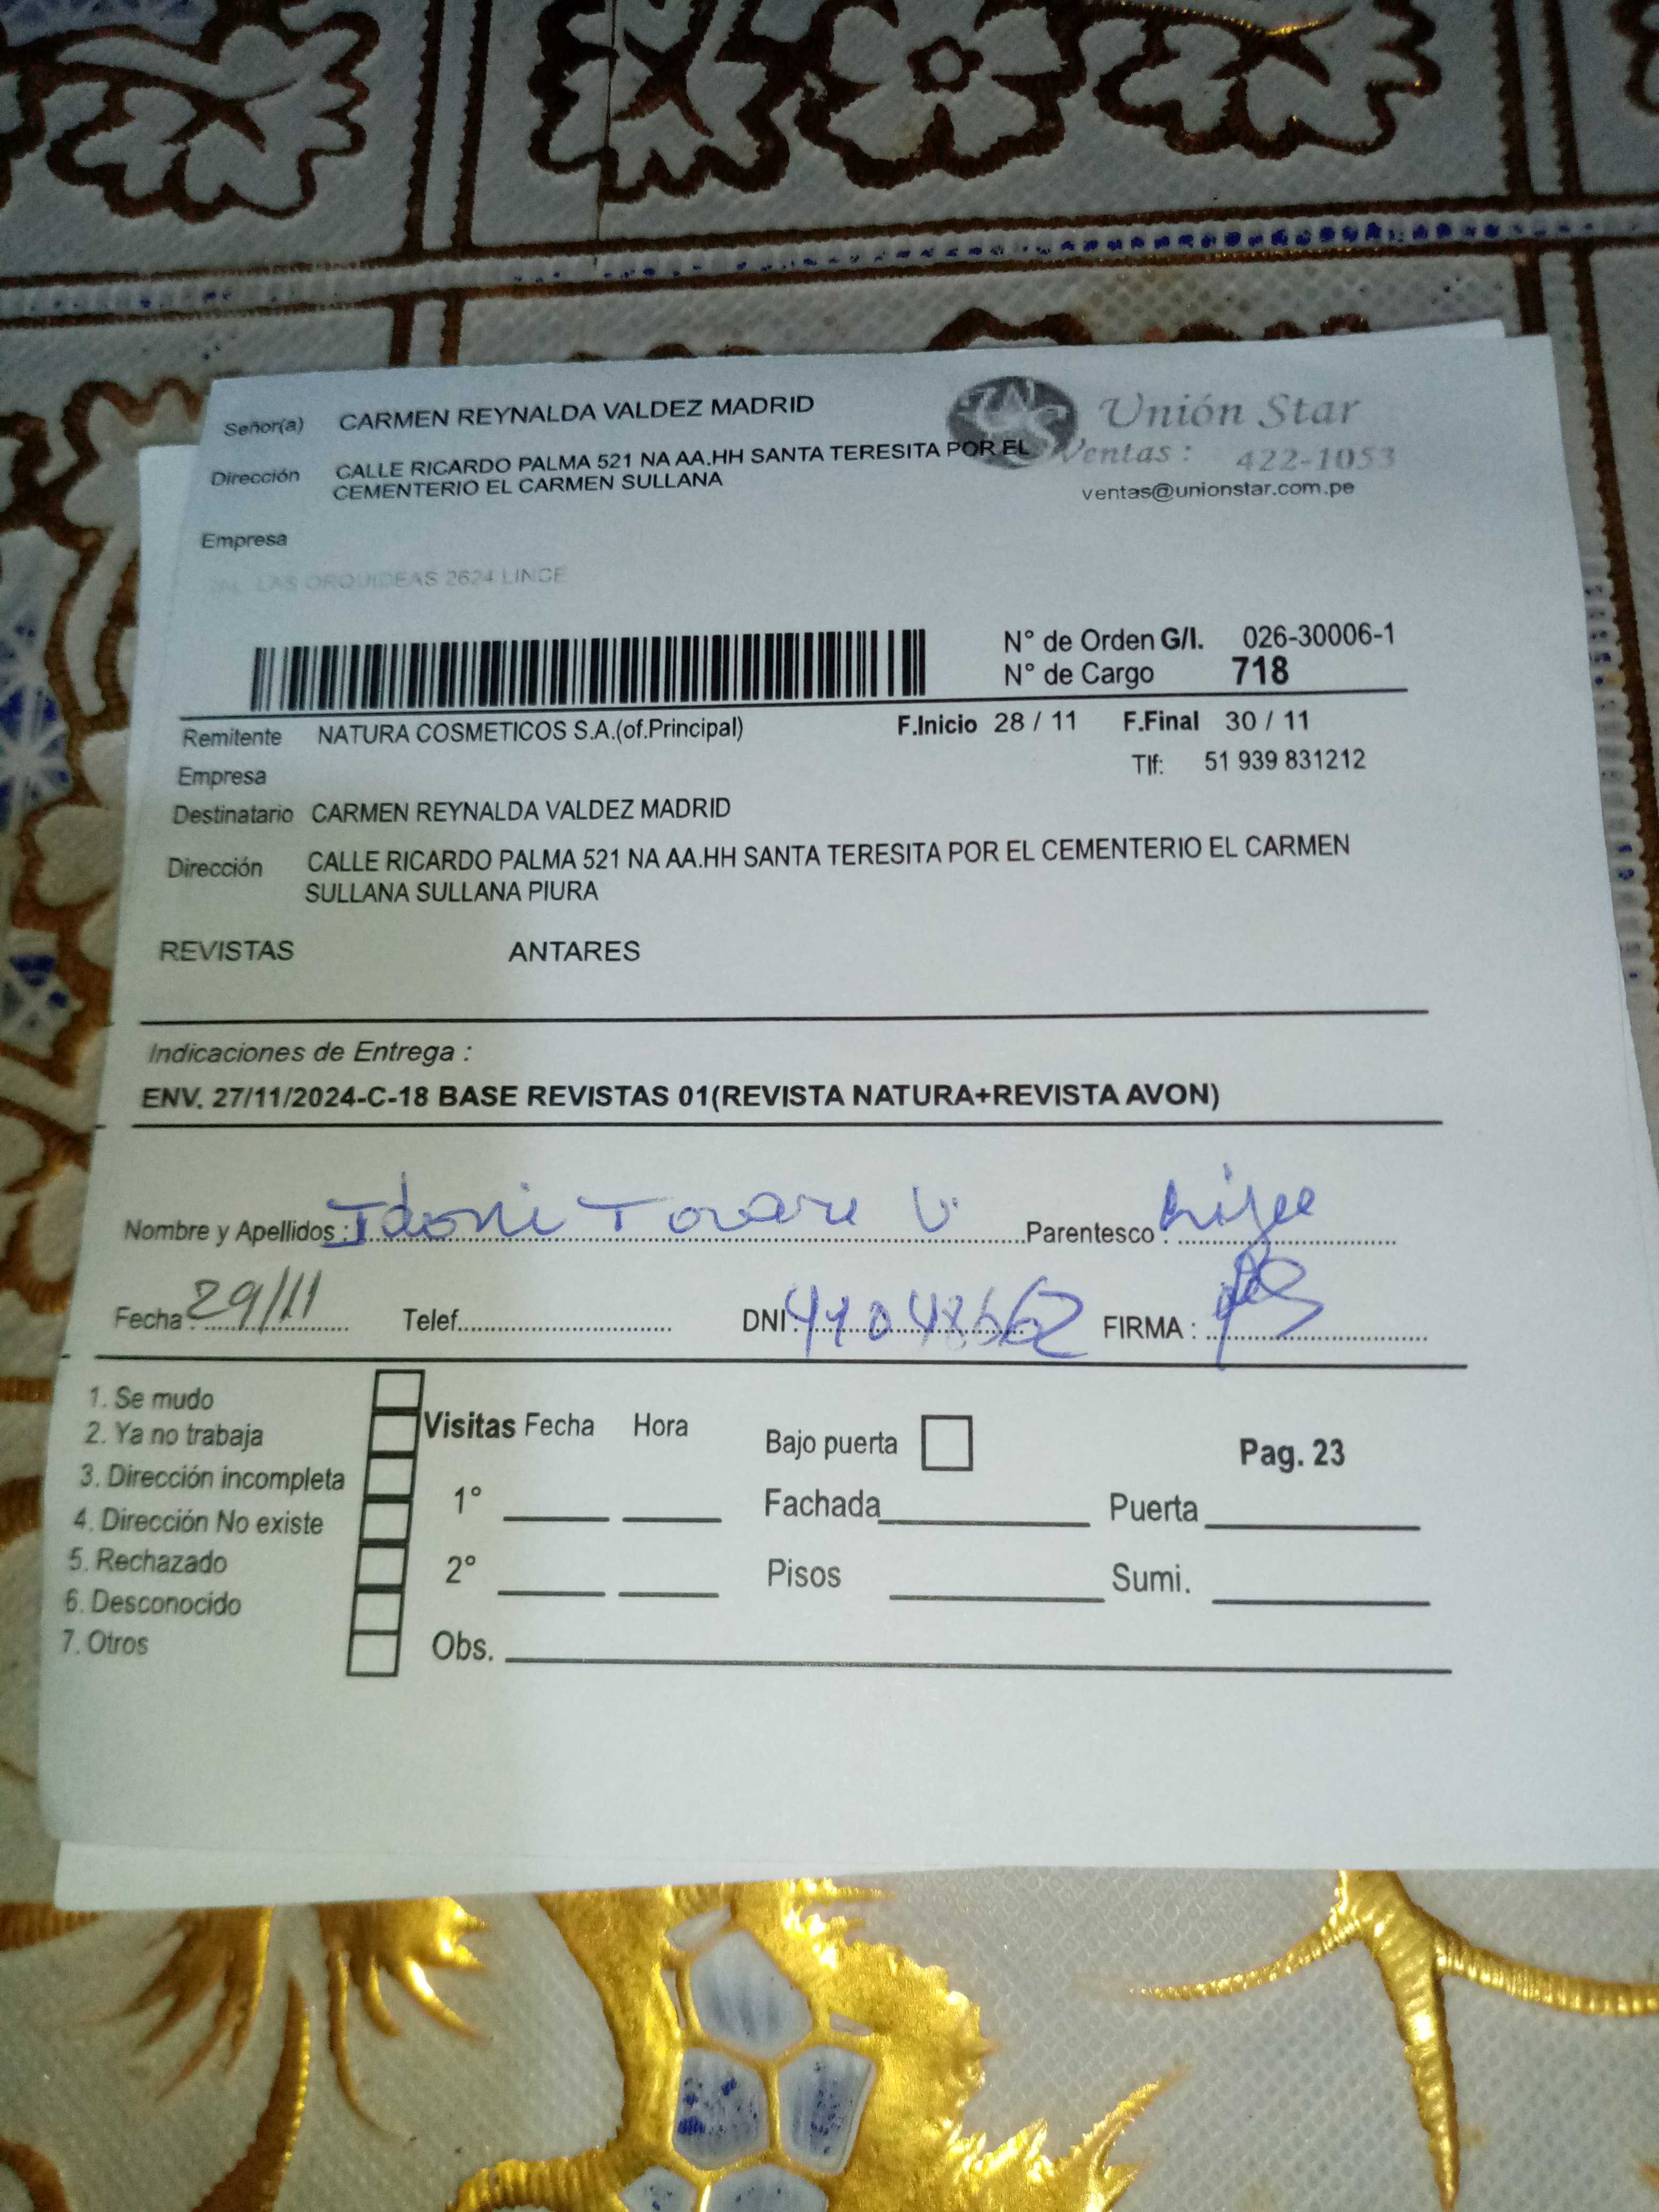 Señor(a) CARMEN REYNALDA VALDEZ MADRID
Unión Star
Dirección CALLE RICARDO PALMA 521 NA AA.HH SANTA TERESITA POR EL
CEMENTERIO EL CARMEN SULLANA
Ventas : 422-1053
ventas@unionstar.com.pe
Empresa
LAS ORQUIDEAS 2624 LINCE
N° de Orden G/I. 026-30006-1
N° de Cargo 718
Remitente NATURA COSMETICOS S.A.(of.Principal) F.Inicio 28 / 11 F.Final 30 / 11
Empresa Tlf: 51 939 831212
Destinatario CARMEN REYNALDA VALDEZ MADRID
Dirección CALLE RICARDO PALMA 521 NA AA.HH SANTA TERESITA POR EL CEMENTERIO EL CARMEN
SULLANA SULLANA PIURA
REVISTAS ANTARES
Indicaciones de Entrega :
ENV. 27/11/2024-C-18 BASE REVISTAS 01(REVISTA NATURA+REVISTA AVON)
Nombre y Apellidos : V. Parentesco :
Fecha : 29/11 Telef. DNI : FIRMA :
1. Se mudo
2. Ya no trabaja
3. Dirección incompleta
4. Dirección No existe
5. Rechazado
6. Desconocido
7. Otros
Visitas Fecha Hora
1°
2°
Obs.
Bajo puerta Pag. 23
Fachada Puerta
Pisos Sumi.